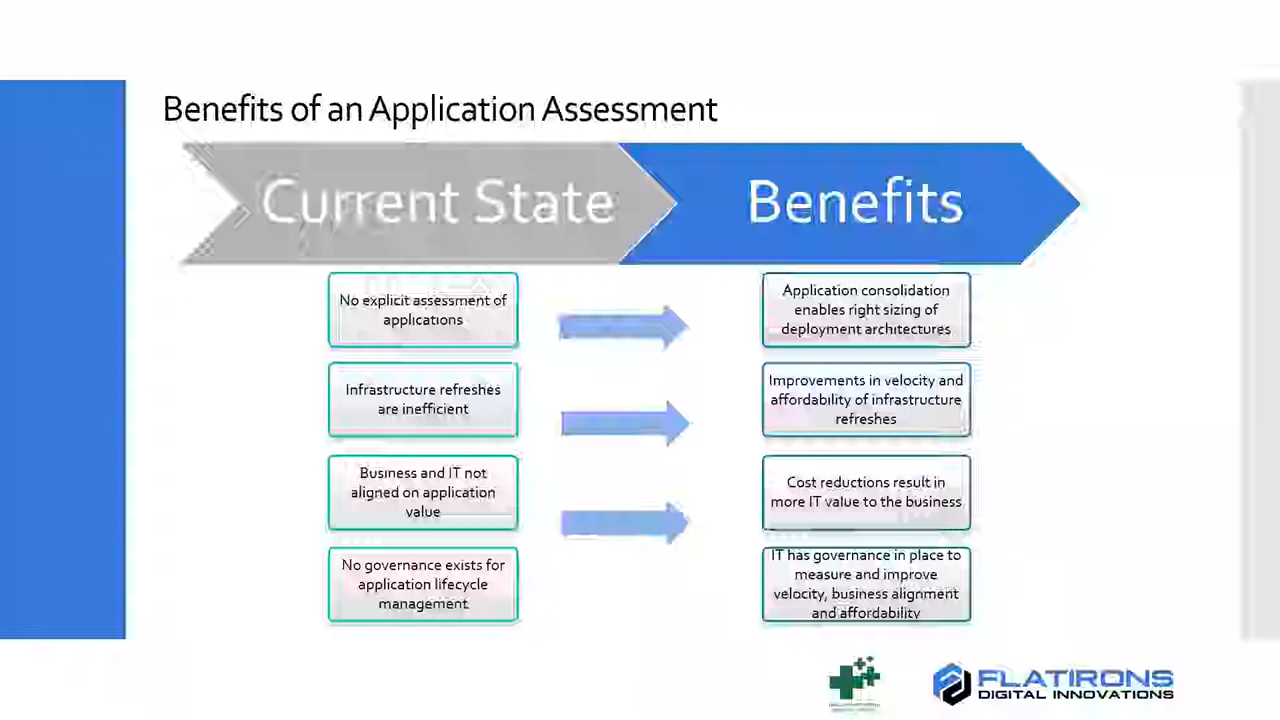 Benefits of an Application Assessment
Current State
Benefits
No explicit assessment of
applications
Application consolidation
enables right sizing of
deployment architectures
Infrastructure refreshes
are inefficient
Improvements in velocity and
affordability of infrastructure
refreshes
Business and IT not
aligned on application
value
Cost reductions result in
more IT value to the business
No governance exists for
application lifecycle
management
IT has governance in place to
measure and improve
velocity, business alignment
and affordability
FLATIRONS
DIGITAL INNOVATIONS